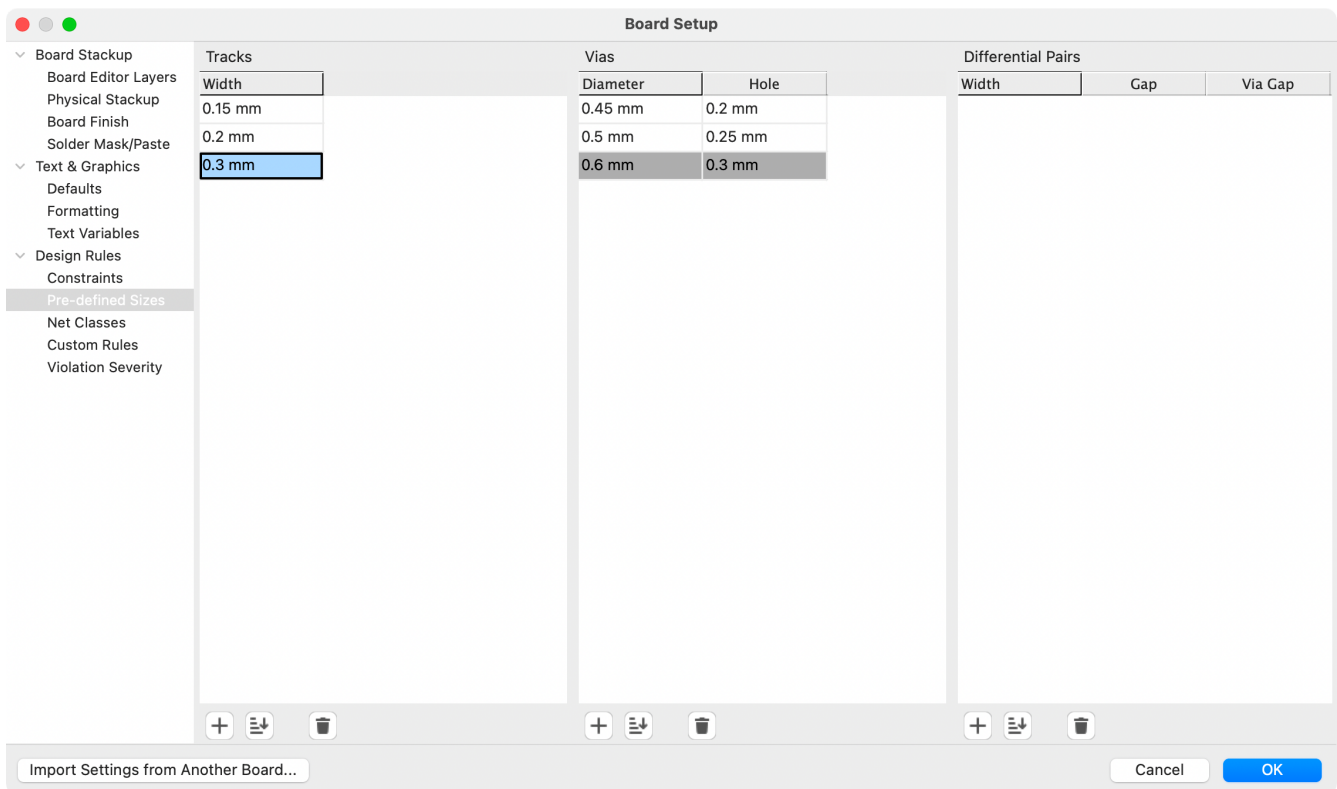 Board Setup
Board Stackup
Board Editor Layers
Physical Stackup
Board Finish
Solder Mask/Paste
Text & Graphics
Defaults
Formatting
Text Variables
Design Rules
Constraints
Pre-defined Sizes
Net Classes
Custom Rules
Violation Severity
Tracks
Width
0.15 mm
0.2 mm
0.3 mm
Vias
Diameter Hole
0.45 mm 0.2 mm
0.5 mm 0.25 mm
0.6 mm 0.3 mm
Differential Pairs
Width Gap Via Gap
Import Settings from Another Board...
Cancel
OK